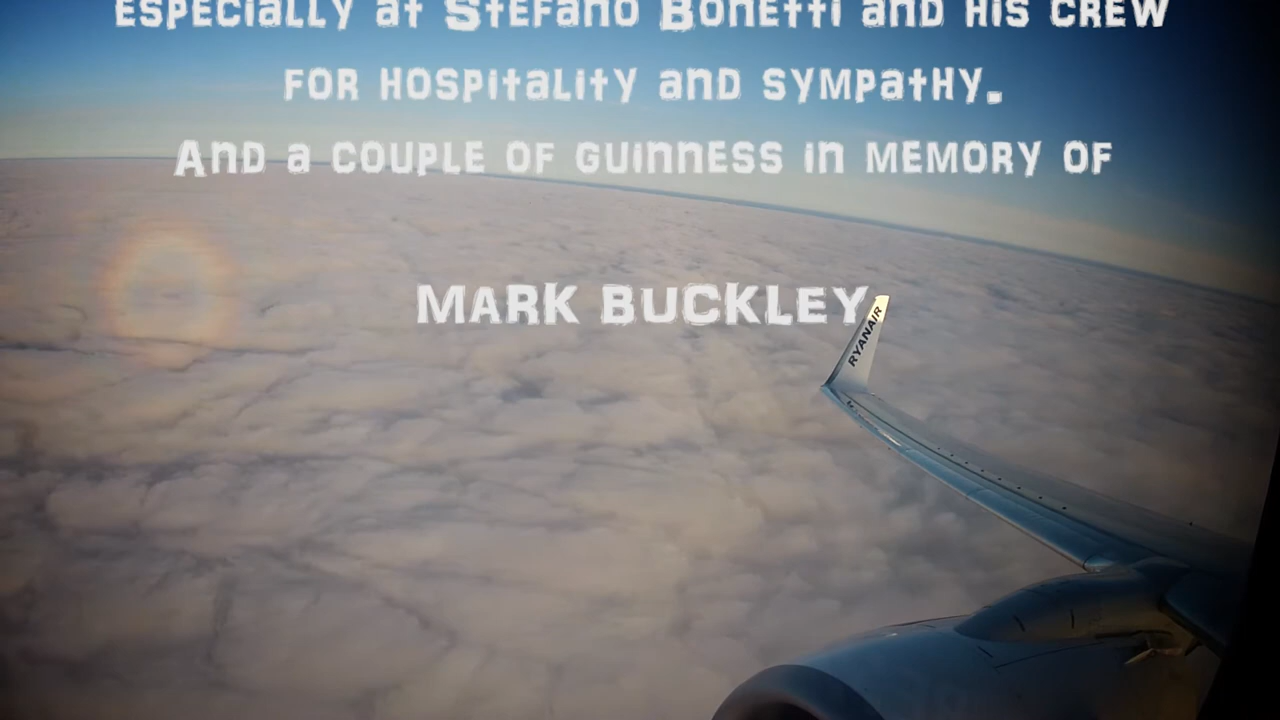 especially at Stefano Bonetti and his crew
for hospitality and sympathy.
And a couple of guinness in memory of
MARK BUCKLEY
RYANAIR